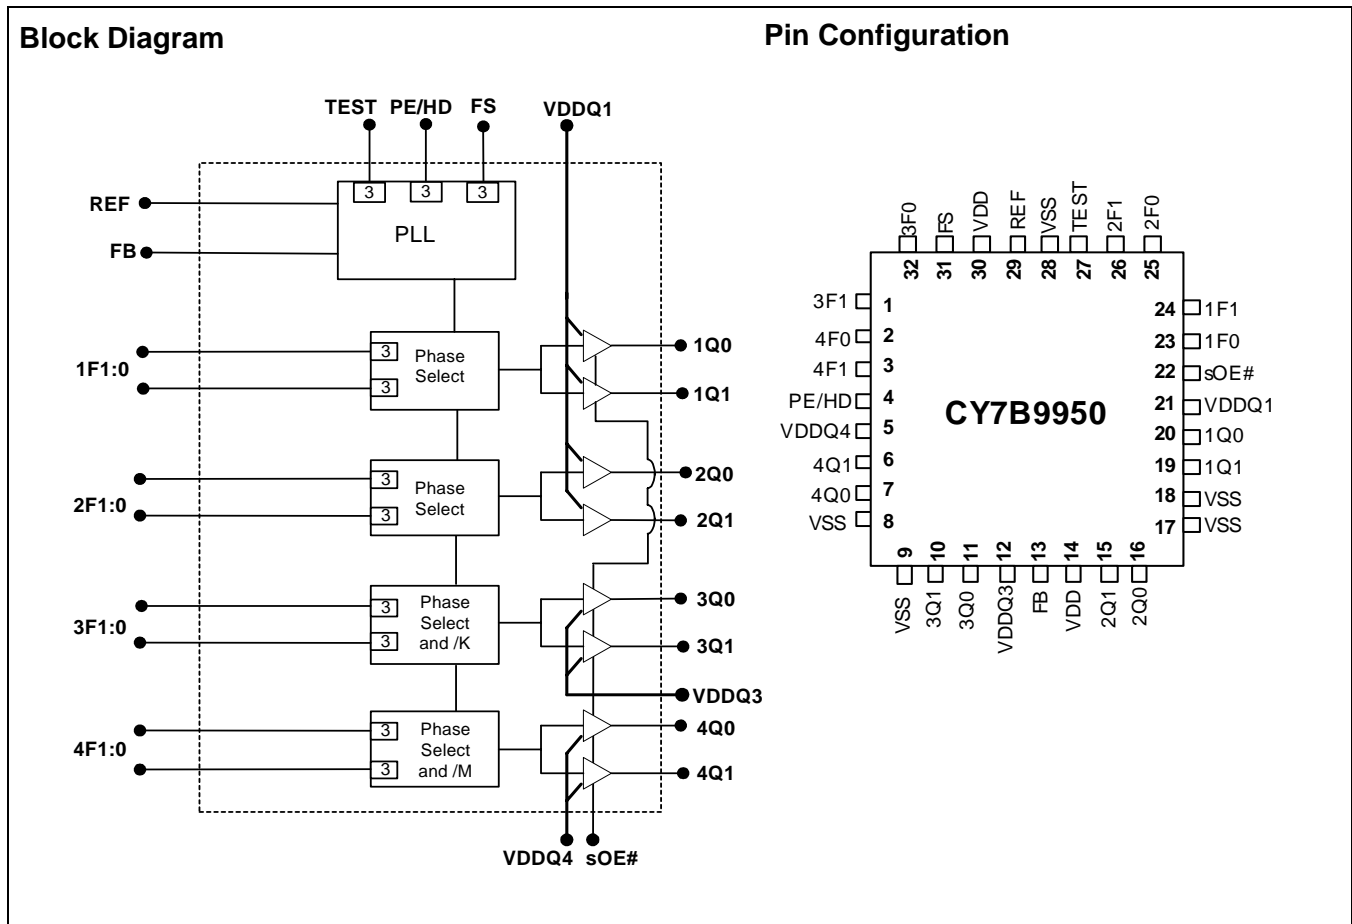 Block Diagram
Pin Configuration
TEST PE/HD FS
VDDQ1
3 3 3
REF
PLL
FB
1F1:0
3
3
Phase
Select
1Q0
1Q1
2F1:0
3
3
Phase
Select
2Q0
2Q1
3F1:0
3
3
Phase
Select
and /K
3Q0
3Q1
VDDQ3
4F1:0
3
3
Phase
Select
and /M
4Q0
4Q1
VDDQ4 sOE#
3F0 FS VDD REF VSS TEST 2F1 2F0
32 31 30 29 28 27 26 25
3F1 1
4F0 2
4F1 3
PE/HD 4
VDDQ4 5
4Q1 6
4Q0 7
VSS 8
CY7B9950
24 1F1
23 1F0
22 sOE#
21 VDDQ1
20 1Q0
19 1Q1
18 VSS
17 VSS
9 10 11 12 13 14 15 16
VSS 3Q1 3Q0 VDDQ3 FB VDD 2Q1 2Q0